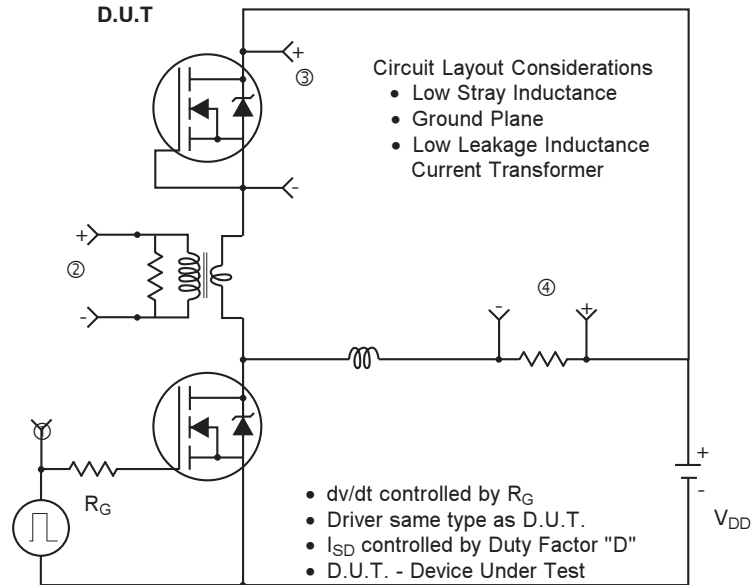 D.U.T
+
③
-
Circuit Layout Considerations
• Low Stray Inductance
• Ground Plane
• Low Leakage Inductance
Current Transformer
+
②
-
④
-
+
①
R_G
+
-
V_DD
• dv/dt controlled by R_G
• Driver same type as D.U.T.
• I_SD controlled by Duty Factor "D"
• D.U.T. - Device Under Test